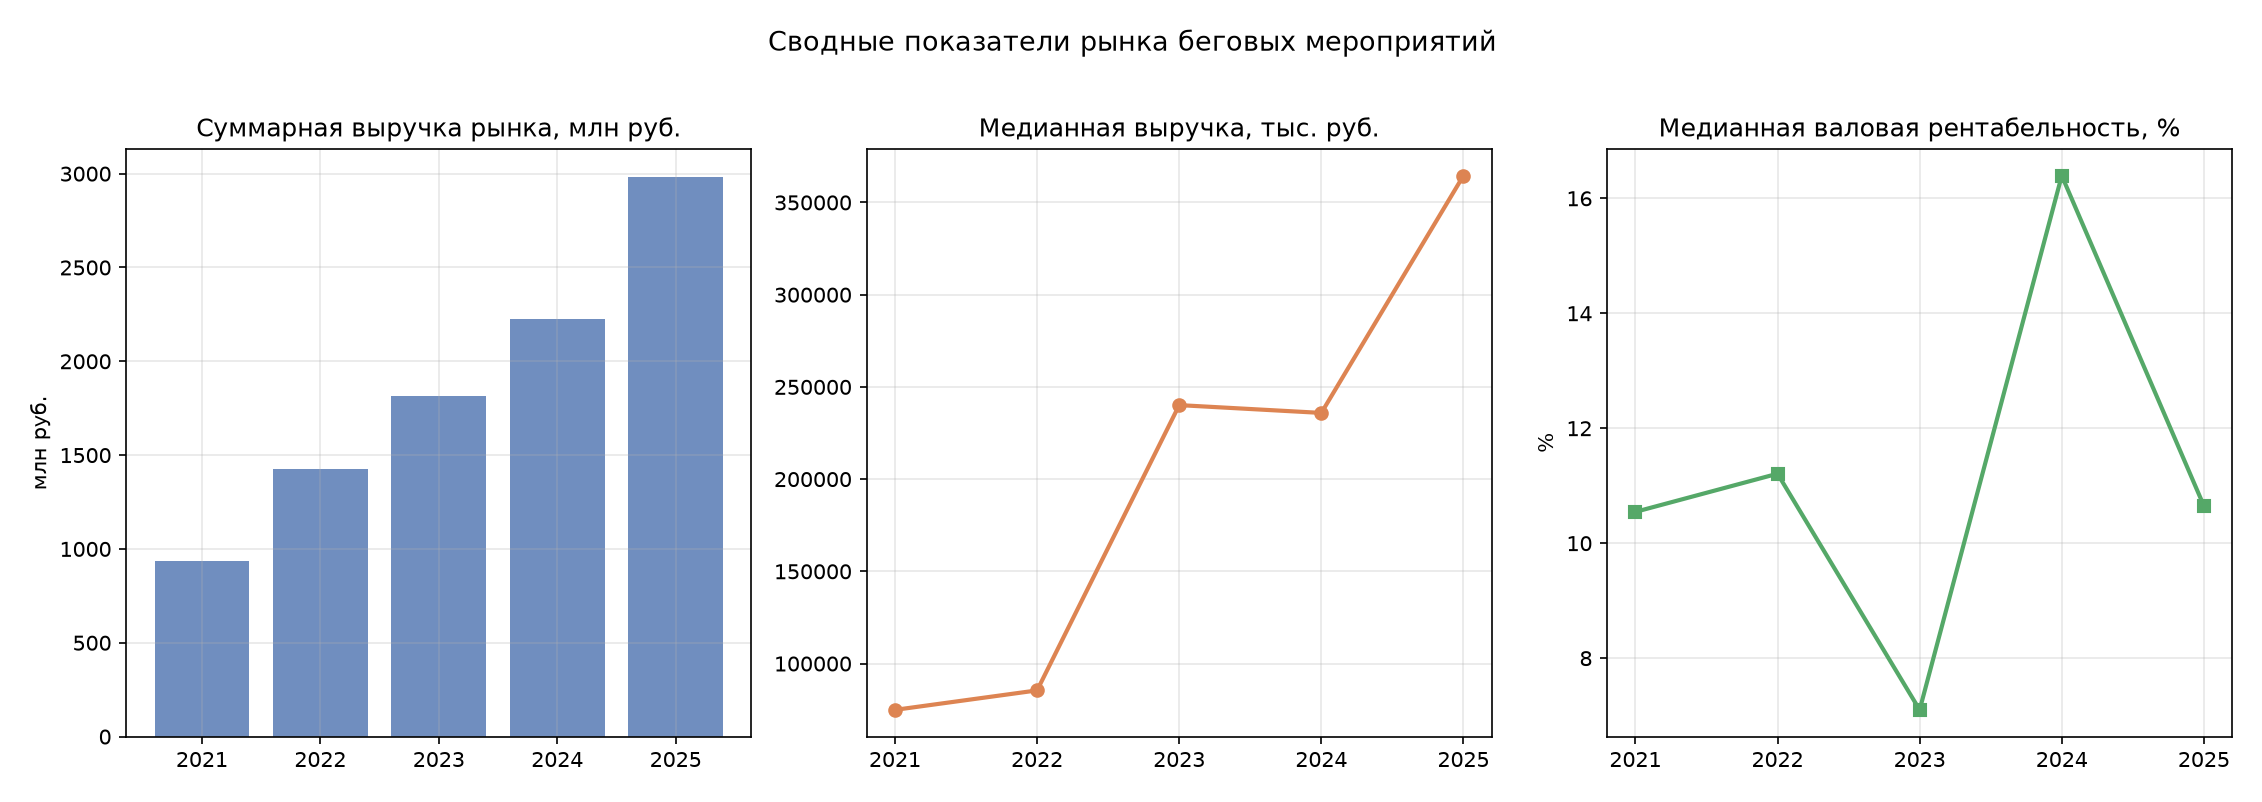 Сводные показатели рынка беговых мероприятий
Суммарная выручка рынка, млн руб.
млн руб.
3000
2500
2000
1500
1000
500
0
2021 2022 2023 2024 2025
Медианная выручка, тыс. руб.
350000
300000
250000
200000
150000
100000
2021 2022 2023 2024 2025
Медианная валовая рентабельность, %
%
16
14
12
10
8
2021 2022 2023 2024 2025